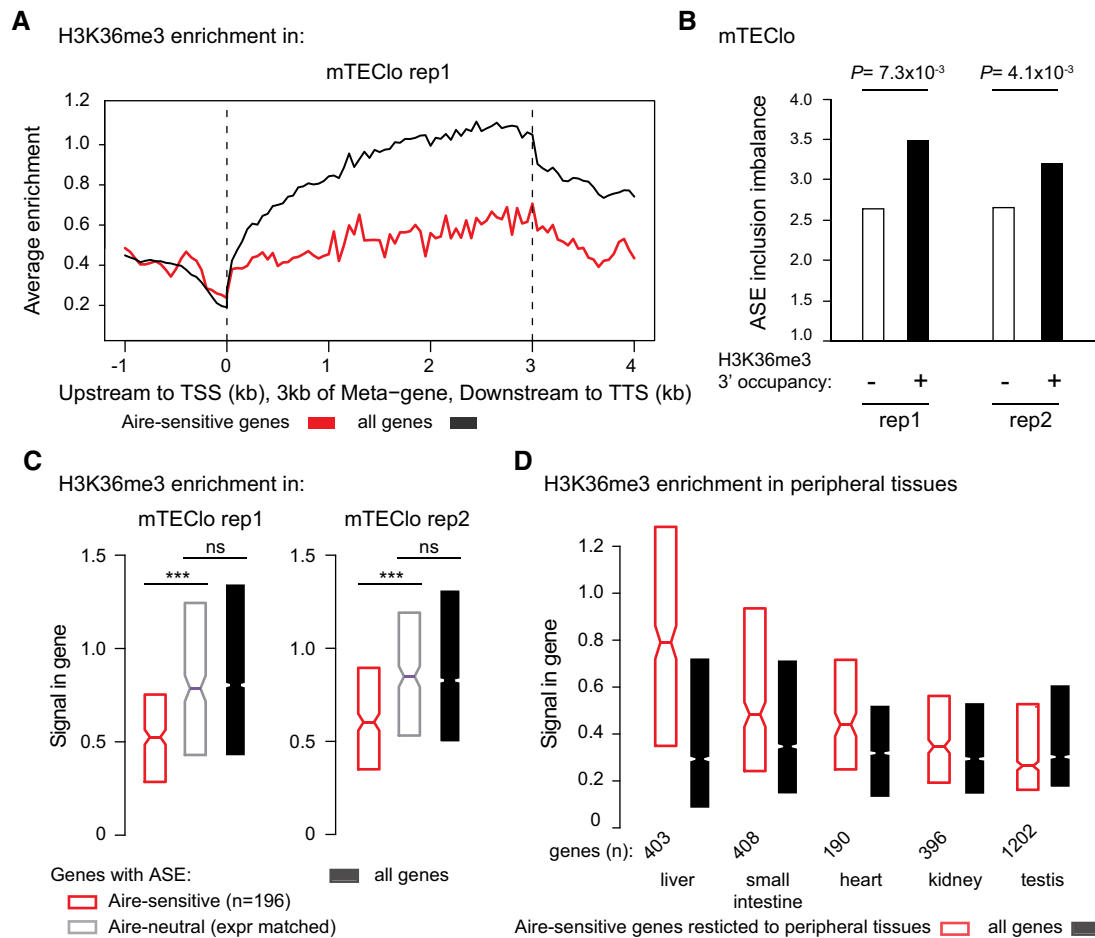 A
H3K36me3 enrichment in:
mTEClo rep1
Average enrichment
1.2
1.0
0.8
0.6
0.4
0.2
-1 0 1 2 3 4
Upstream to TSS (kb), 3kb of Meta−gene, Downstream to TTS (kb)
Aire-sensitive genes all genes
B
mTEClo
P= 7.3x10-3 P= 4.1x10-3
ASE inclusion imbalance
4.0
3.5
3.0
2.5
2.0
1.5
1.0
H3K36me3
3' occupancy: - + - +
rep1 rep2
C
H3K36me3 enrichment in:
mTEClo rep1 mTEClo rep2
Signal in gene
1.5
1.0
0.5
0
ns
***
1.5
1.0
0.5
0
ns
***
Genes with ASE: all genes
Aire-sensitive (n=196)
Aire-neutral (expr matched)
D
H3K36me3 enrichment in peripheral tissues
Signal in gene
1.2
1.0
0.8
0.6
0.4
0.2
0
genes (n): 403 408 190 396 1202
liver small intestine heart kidney testis
Aire-sensitive genes resticted to peripheral tissues all genes